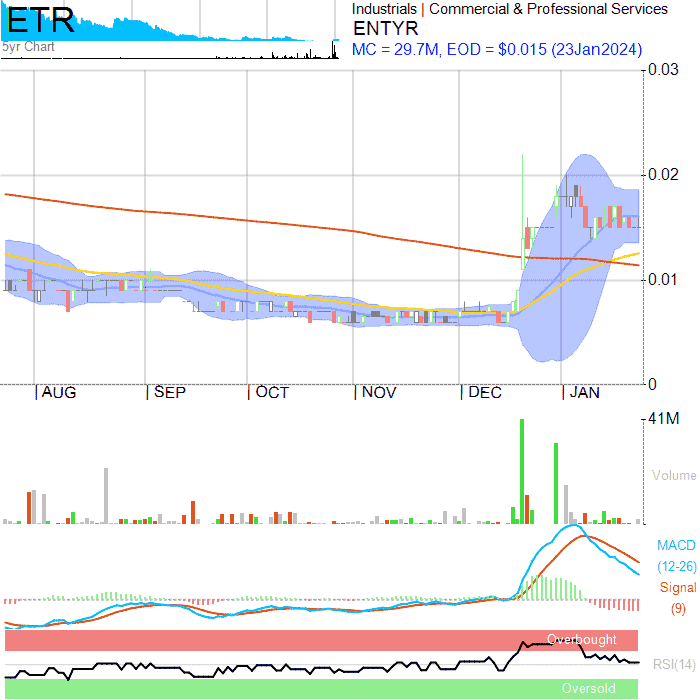 ETR
5yr Chart
Industrials | Commercial & Professional Services
ENTYR
MC = 29.7M, EOD = $0.015 (23Jan2024)
0.03
0.02
0.01
0
AUG SEP OCT NOV DEC JAN
41M
Volume
MACD
(12-26)
Signal
(9)
Overbought
RSI(14)
Oversold